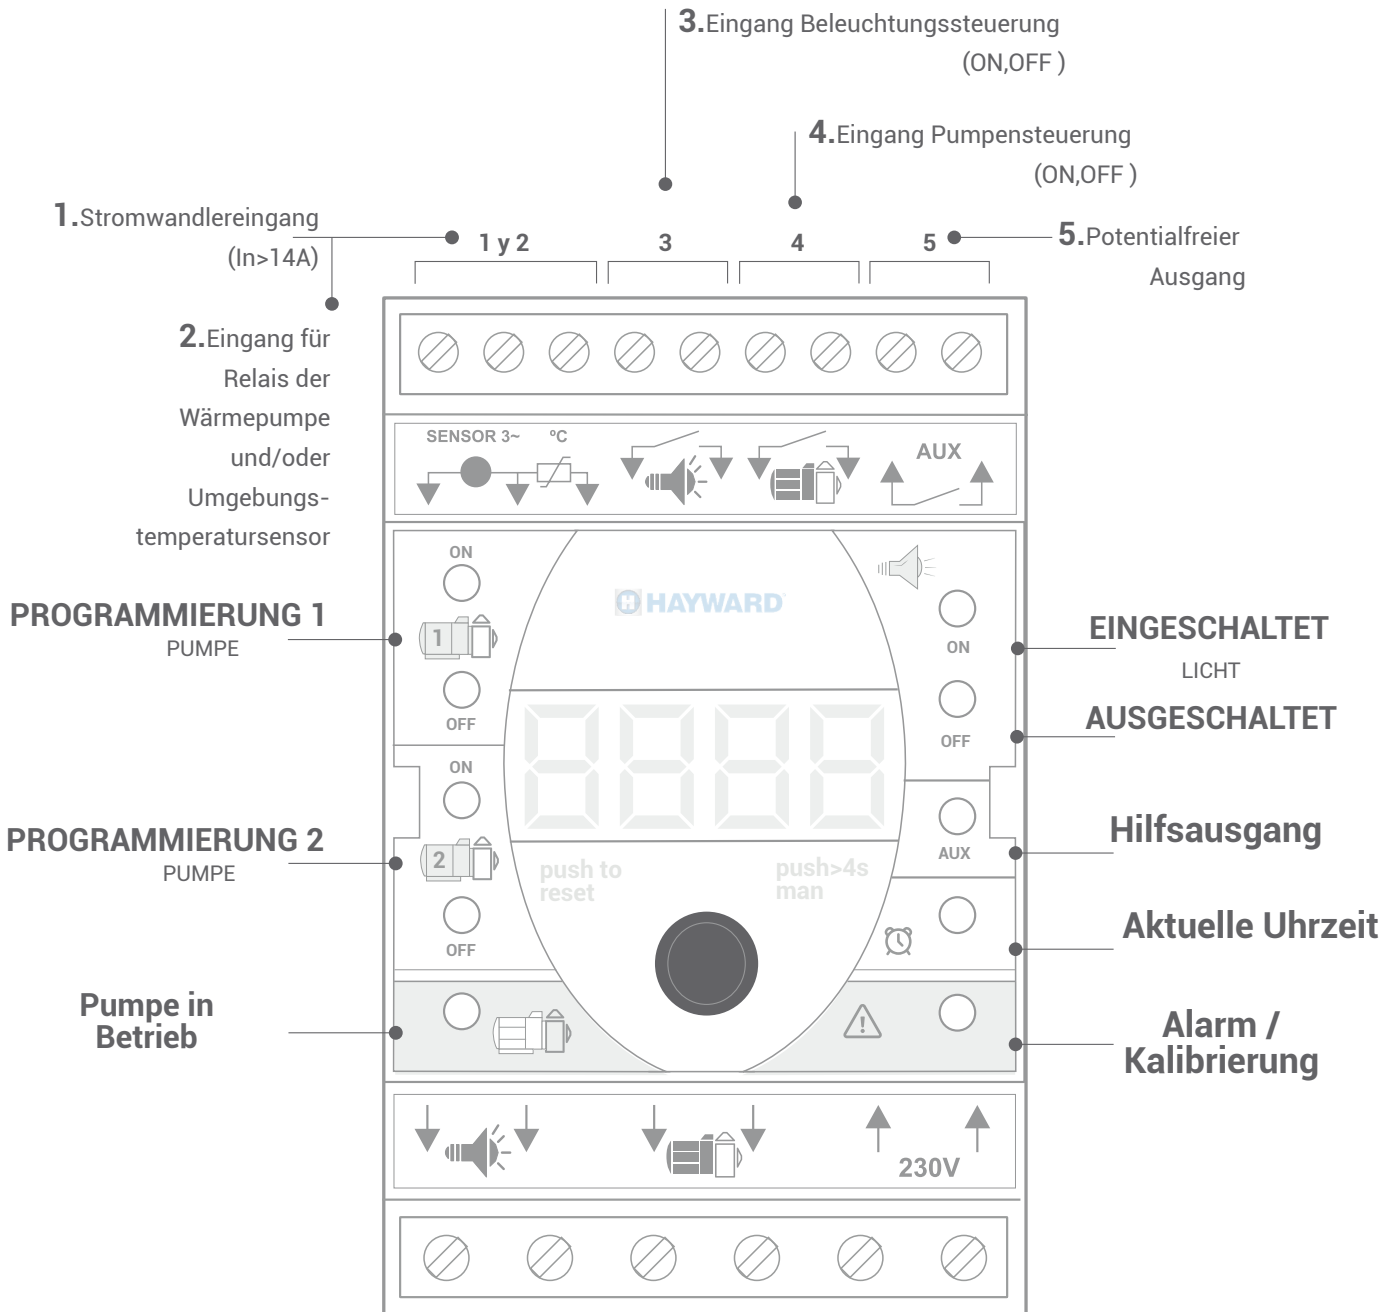 3.Eingang Beleuchtungssteuerung
(ON,OFF )
4.Eingang Pumpensteuerung
(ON,OFF )
1.Stromwandlereingang
(In>14A)
1 y 2
3
4
5
5.Potentialfreier
Ausgang
2.Eingang für
Relais der
Wärmepumpe
und/oder
Umgebungs-
temperatursensor
SENSOR 3~
ºC
AUX
ON
1
OFF
HAYWARD
ON
OFF
PROGRAMMIERUNG 1
PUMPE
EINGESCHALTET
LICHT
AUSGESCHALTET
ON
2
OFF
8888
AUX
PROGRAMMIERUNG 2
PUMPE
Hilfsausgang
push to
reset
push>4s
man
Aktuelle Uhrzeit
Pumpe in
Betrieb
Alarm /
Kalibrierung
230V